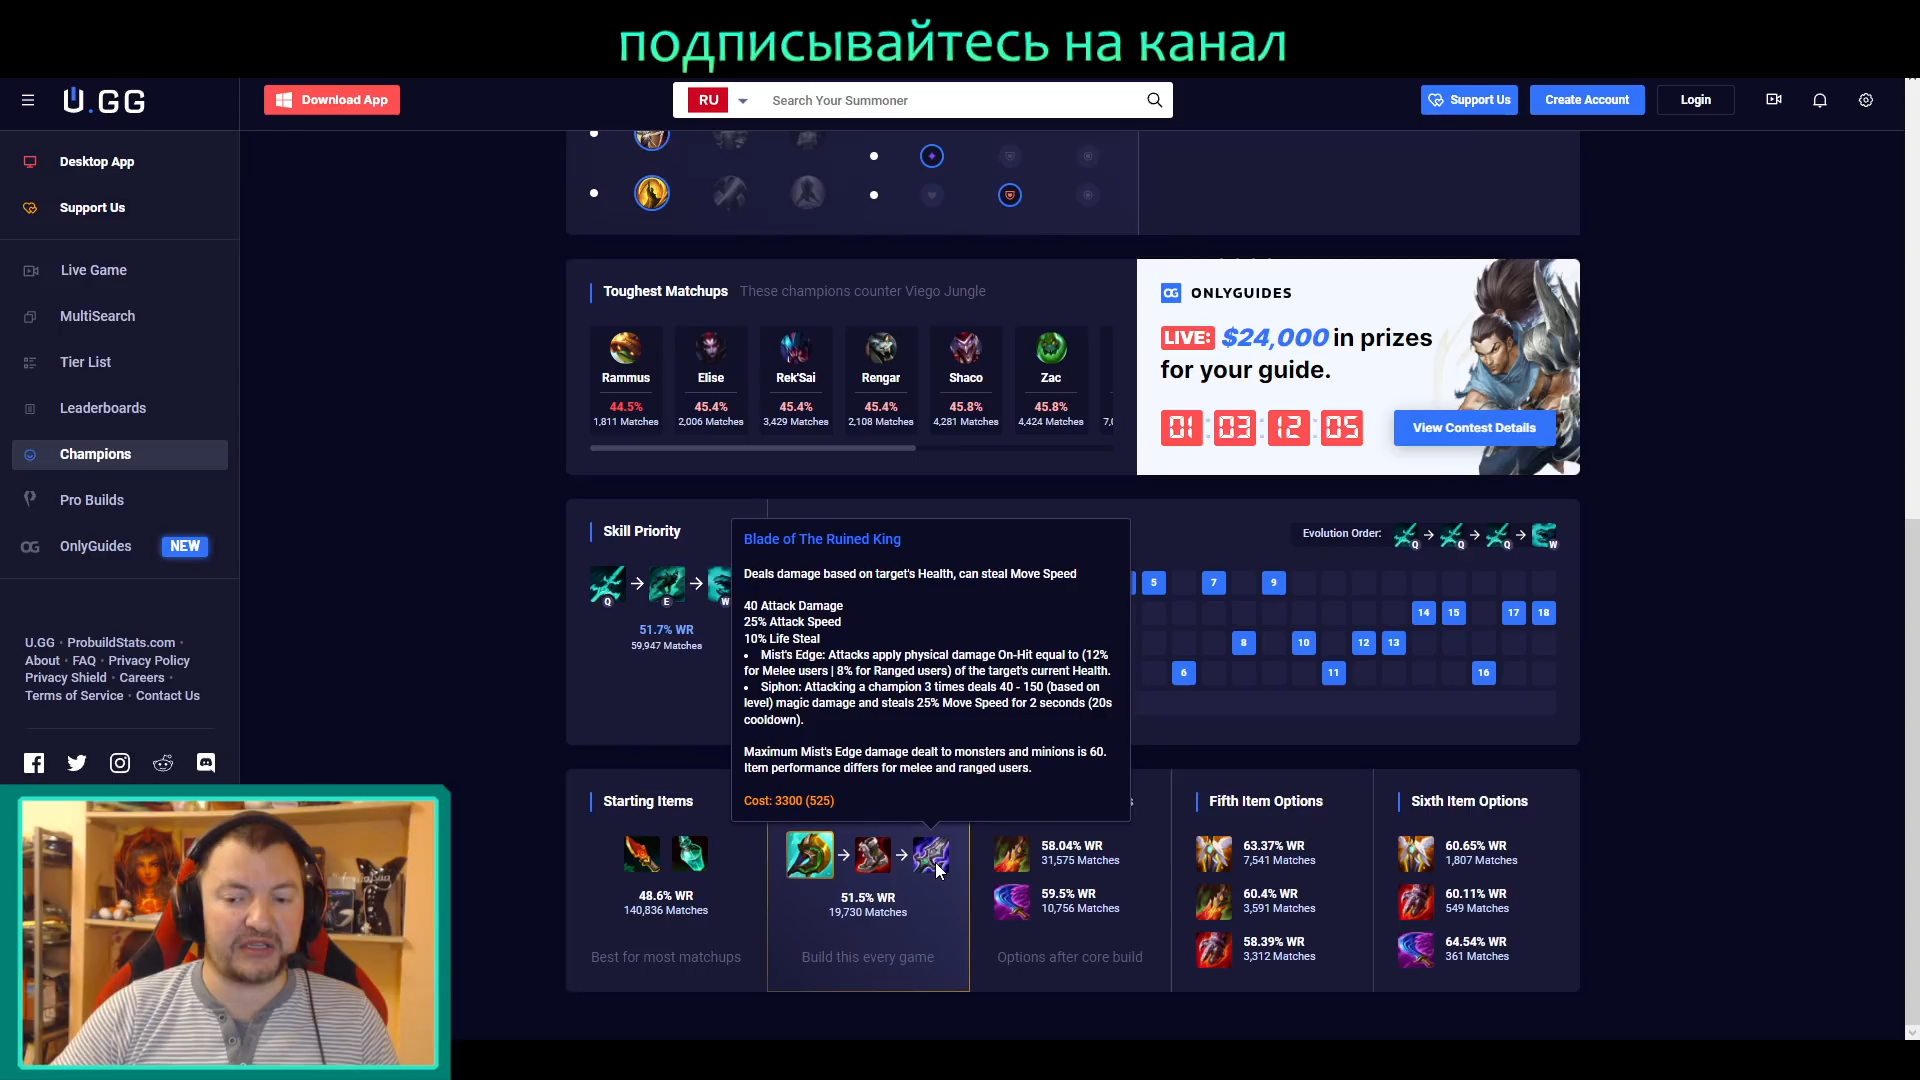 подписывайтесь на канал
U.GG
Download App
RU
Search Your Summoner
Support Us
Create Account
Login
Desktop App
Support Us
Live Game
MultiSearch
Tier List
Leaderboards
Champions
Pro Builds
OnlyGuides NEW
U.GG · ProbuildStats.com ·
About · FAQ · Privacy Policy
Privacy Shield · Careers ·
Terms of Service · Contact Us
Toughest Matchups These champions counter Viego Jungle
Rammus
44.5%
1,811 Matches
Elise
45.4%
2,006 Matches
Rek'Sai
45.4%
3,429 Matches
Rengar
45.4%
2,108 Matches
Shaco
45.8%
4,281 Matches
Zac
45.8%
4,424 Matches
OG ONLYGUIDES
LIVE: $24,000 in prizes
for your guide.
01:03:12:05
View Contest Details
Skill Priority
Q E W
51.7% WR
59,947 Matches
Evolution Order: Q Q Q W
5 7 9
14 15 17 18
8 10 12 13
6 11 16
Blade of The Ruined King
Deals damage based on target's Health, can steal Move Speed
40 Attack Damage
25% Attack Speed
10% Life Steal
• Mist's Edge: Attacks apply physical damage On-Hit equal to (12%
for Melee users | 8% for Ranged users) of the target's current Health.
• Siphon: Attacking a champion 3 times deals 40 - 150 (based on
level) magic damage and steals 25% Move Speed for 2 seconds (20s
cooldown).
Maximum Mist's Edge damage dealt to monsters and minions is 60.
Item performance differs for melee and ranged users.
Cost: 3300 (525)
Starting Items
48.6% WR
140,836 Matches
Best for most matchups
51.5% WR
19,730 Matches
Build this every game
58.04% WR
31,575 Matches
59.5% WR
10,756 Matches
Options after core build
Fifth Item Options
63.37% WR
7,541 Matches
60.4% WR
3,591 Matches
58.39% WR
3,312 Matches
Sixth Item Options
60.65% WR
1,807 Matches
60.11% WR
549 Matches
64.54% WR
361 Matches